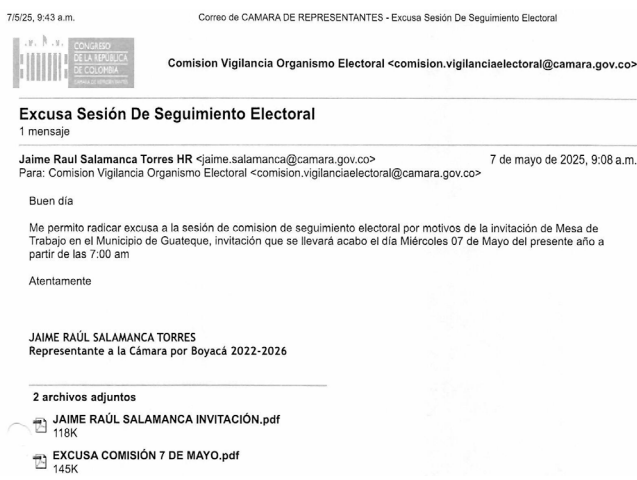 7/5/25, 9:43 a.m.
Correo de CAMARA DE REPRESENTANTES - Excusa Sesión De Seguimiento Electoral
CONGRESO
DE LA REPÚBLICA
DE COLOMBIA
CÁMARA DE REPRESENTANTES
Comision Vigilancia Organismo Electoral <comision.vigilanciaelectoral@camara.gov.co>
Excusa Sesión De Seguimiento Electoral
1 mensaje
Jaime Raul Salamanca Torres HR <jaime.salamanca@camara.gov.co>
7 de mayo de 2025, 9:08 a.m.
Para: Comision Vigilancia Organismo Electoral <comision.vigilanciaelectoral@camara.gov.co>
Buen día
Me permito radicar excusa a la sesión de comision de seguimiento electoral por motivos de la invitación de Mesa de
Trabajo en el Municipio de Guateque, invitación que se llevará acabo el día Miércoles 07 de Mayo del presente año a
partir de las 7:00 am
Atentamente
JAIME RAÚL SALAMANCA TORRES
Representante a la Cámara por Boyacá 2022-2026
2 archivos adjuntos
JAIME RAÚL SALAMANCA INVITACIÓN.pdf
118K
EXCUSA COMISIÓN 7 DE MAYO.pdf
145K